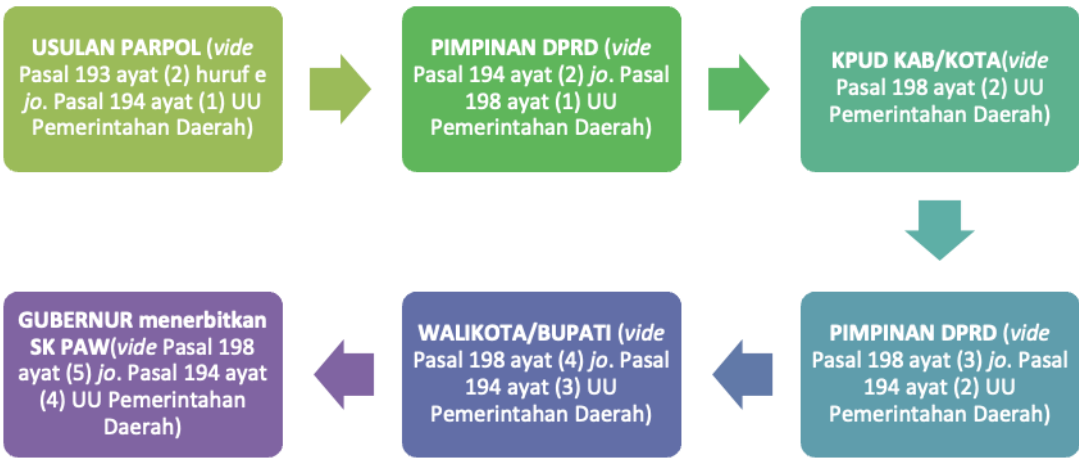 USULAN PARPOL (vide
Pasal 193 ayat (2) huruf e
jo. Pasal 194 ayat (1) UU
Pemerintahan Daerah)
PIMPINAN DPRD (vide
Pasal 194 ayat (2) jo. Pasal
198 ayat (1) UU
Pemerintahan Daerah)
KPUD KAB/KOTA(vide
Pasal 198 ayat (2) UU
Pemerintahan Daerah)
PIMPINAN DPRD (vide
Pasal 198 ayat (3) jo. Pasal
194 ayat (2) UU
Pemerintahan Daerah)
WALIKOTA/BUPATI (vide
Pasal 198 ayat (4) jo. Pasal
194 ayat (3) UU
Pemerintahan Daerah)
GUBERNUR menerbitkan
SK PAW(vide Pasal 198
ayat (5) jo. Pasal 194 ayat
(4) UU Pemerintahan
Daerah)